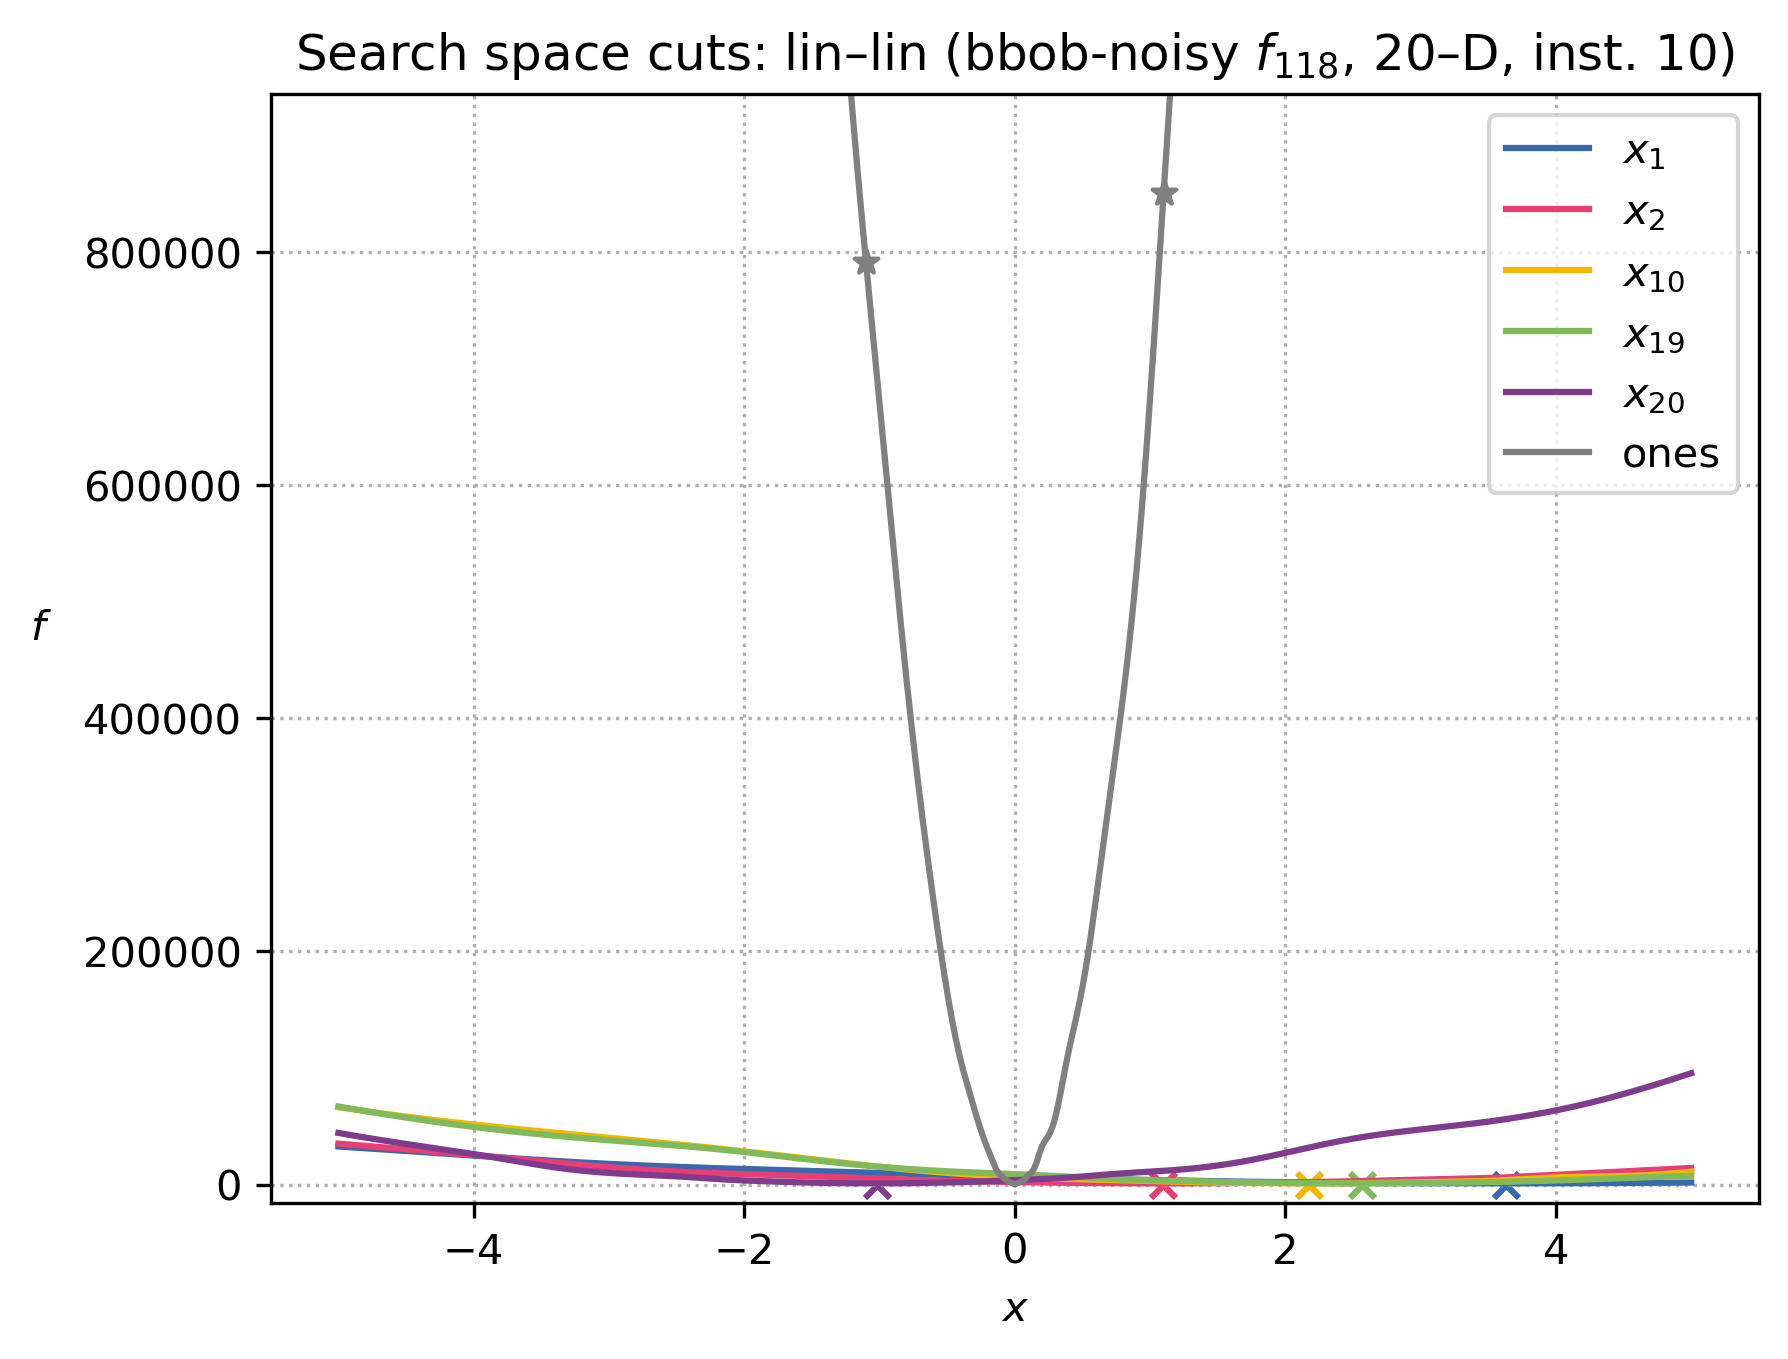 Search space cuts: lin–lin (bbob-noisy f₁₁₈, 20–D, inst. 10)
x₁
x₂
x₁₀
x₁₉
x₂₀
ones
800000
600000
400000
200000
0
f
−4 −2 0 2 4
x